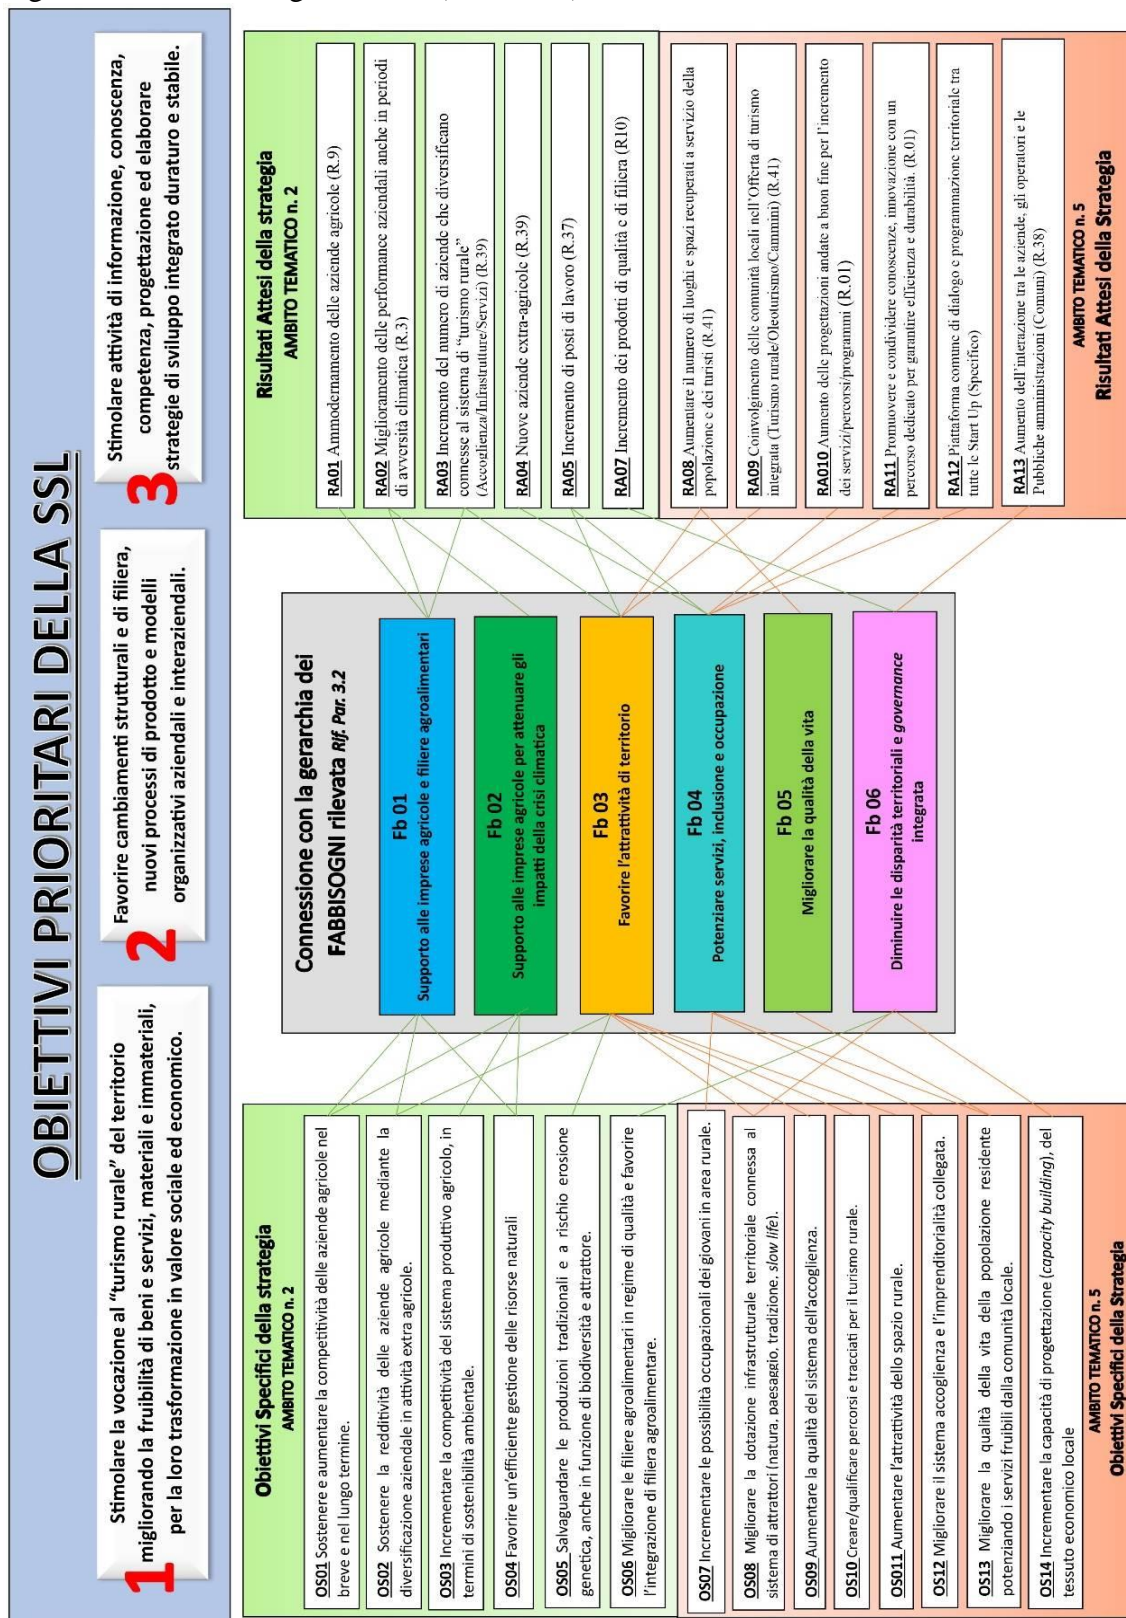 OBIETTIVI PRIORITARI DELLA SSL
1
Stimolare la vocazione al “turismo rurale” del territorio
migliorando la fruibilità di beni e servizi, materiali e immateriali,
per la loro trasformazione in valore sociale ed economico.
2
Favorire cambiamenti strutturali e di filiera,
nuovi processi di prodotto e modelli
organizzativi aziendali e interaziendali.
3
Stimolare attività di informazione, conoscenza,
competenza, progettazione ed elaborare
strategie di sviluppo integrato duraturo e stabile.
Obiettivi Specifici della strategia
AMBITO TEMATICO n. 2
OS01 Sostenere e aumentare la competitività delle aziende agricole nel
breve e nel lungo termine.
OS02 Sostenere la redditività delle aziende agricole mediante la
diversificazione aziendale in attività extra agricole.
OS03 Incrementare la competitività del sistema produttivo agricolo, in
termini di sostenibilità ambientale.
OS04 Favorire un'efficiente gestione delle risorse naturali
OS05 Salvaguardare le produzioni tradizionali e a rischio erosione
genetica, anche in funzione di biodiversità e attrattore.
OS06 Migliorare le filiere agroalimentari in regime di qualità e favorire
l'integrazione di filiera agroalimentare.
OS07 Incrementare le possibilità occupazionali dei giovani in area rurale.
OS08 Migliorare la dotazione infrastrutturale territoriale connessa al
sistema di attrattori (natura, paesaggio, tradizione, slow life).
OS09 Aumentare la qualità del sistema dell'accoglienza.
OS10 Creare/qualificare percorsi e tracciati per il turismo rurale.
OS011 Aumentare l'attrattività dello spazio rurale.
OS12 Migliorare il sistema accoglienza e l'imprenditorialità collegata.
OS13 Migliorare la qualità della vita della popolazione residente
potenziando i servizi fruibili dalla comunità locale.
OS14 Incrementare la capacità di progettazione (capacity building), del
tessuto economico locale
AMBITO TEMATICO n. 5
Obiettivi Specifici della Strategia
Connessione con la gerarchia dei
FABBISOGNI rilevata Rif. Par. 3.2
Fb 01
Supporto alle imprese agricole e filiere agroalimentari
Fb 02
Supporto alle imprese agricole per attenuare gli
impatti della crisi climatica
Fb 03
Favorire l'attrattività di territorio
Fb 04
Potenziare servizi, inclusione e occupazione
Fb 05
Migliorare la qualità della vita
Fb 06
Diminuire le disparità territoriali e governance
integrata
Risultati Attesi della strategia
AMBITO TEMATICO n. 2
RA01 Ammodernamento delle aziende agricole (R.9)
RA02 Miglioramento delle performance aziendali anche in periodi
di avversità climatica (R.3)
RA03 Incremento del numero di aziende che diversificano
connesse al sistema di “turismo rurale”
(Accoglienza/Infrastrutture/Servizi) (R.39)
RA04 Nuove aziende extra-agricole (R.39)
RA05 Incremento di posti di lavoro (R.37)
RA07 Incremento dei prodotti di qualità e di filiera (R10)
RA08 Aumentare il numero di luoghi e spazi recuperati a servizio della
popolazione e dei turisti (R.41)
RA09 Coinvolgimento delle comunità locali nell'Offerta di turismo
integrata (Turismo rurale/Oleoturismo/Cammini) (R.41)
RA010 Aumento delle progettazioni andate a buon fine per l'incremento
dei servizi/percorsi/programmi (R.01)
RA11 Promuovere e condividere conoscenze, innovazione con un
percorso dedicato per garantire efficienza e durabilità. (R.01)
RA12 Piattaforma comune di dialogo e programmazione territoriale tra
tutte le Start Up (Specifico)
RA13 Aumento dell'interazione tra le aziende, gli operatori e le
Pubbliche amministrazioni (Comuni) (R.38)
AMBITO TEMATICO n. 5
Risultati Attesi della Strategia